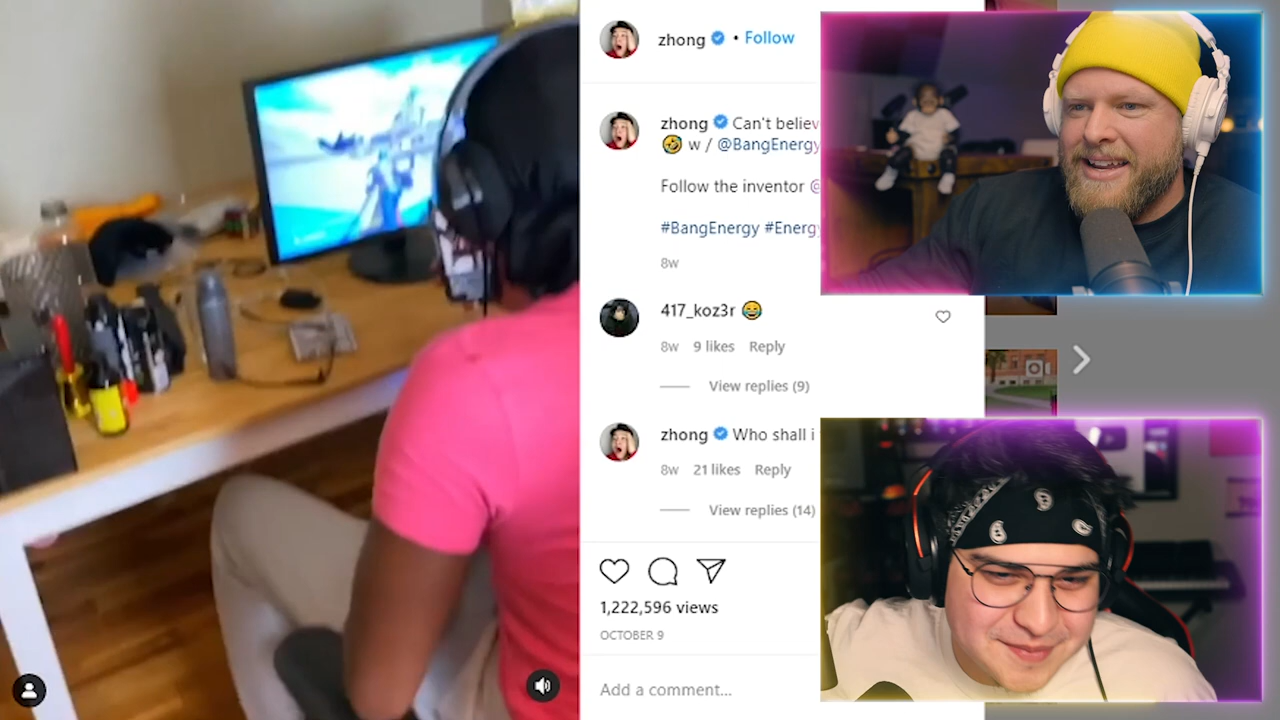 zhong • Follow
zhong Can't believ
🤣 w / @BangEnergy
Follow the inventor @
#BangEnergy #Energ
8w
417_koz3r 😂
8w 9 likes Reply
View replies (9)
zhong Who shall i
8w 21 likes Reply
View replies (14)
1,222,596 views
OCTOBER 9
Add a comment...